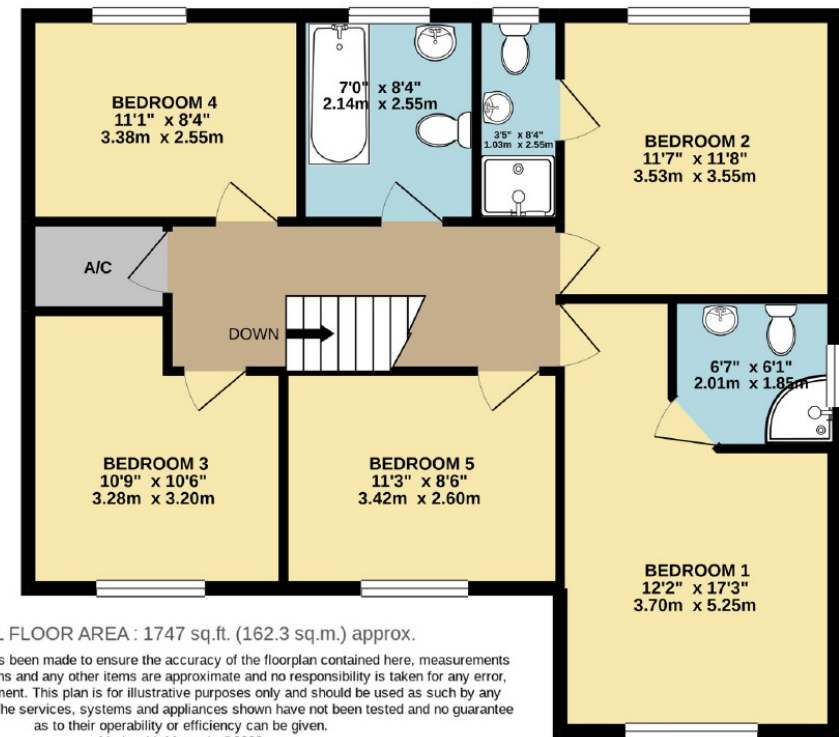 BEDROOM 4
11'1" x 8'4"
3.38m x 2.55m
7'0" x 8'4"
2.14m x 2.55m
3'5" x 8'4"
1.03m x 2.55m
BEDROOM 2
11'7" x 11'8"
3.53m x 3.55m
A/C
DOWN
6'7" x 6'1"
2.01m x 1.85m
BEDROOM 3
10'9" x 10'6"
3.28m x 3.20m
BEDROOM 5
11'3" x 8'6"
3.42m x 2.60m
BEDROOM 1
12'2" x 17'3"
3.70m x 5.25m
FLOOR AREA : 1747 sq.ft. (162.3 sq.m.) approx.
been made to ensure the accuracy of the floorplan contained here, measurements
and any other items are approximate and no responsibility is taken for any error,
This plan is for illustrative purposes only and should be used as such by any
services, systems and appliances shown have not been tested and no guarantee
as to their operability or efficiency can be given.